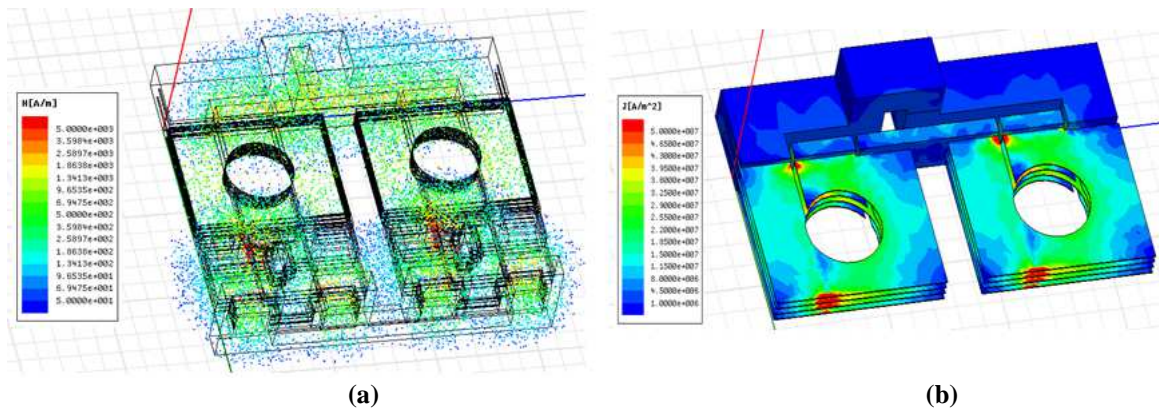 H[A/m]
5.0000e+003
3.5984e+003
2.5897e+003
1.8638e+003
1.3413e+003
9.6535e+002
6.9475e+002
5.0000e+002
3.5984e+002
2.5897e+002
1.8638e+002
1.3413e+002
9.6535e+001
6.9475e+001
5.0000e+001
(a)
J[A/m^2]
5.0000e+007
4.6500e+007
4.3000e+007
3.9500e+007
3.6000e+007
3.2500e+007
2.9000e+007
2.5500e+007
2.2000e+007
1.8500e+007
1.5000e+007
1.1500e+007
8.0000e+006
4.5000e+006
1.0000e+006
(b)